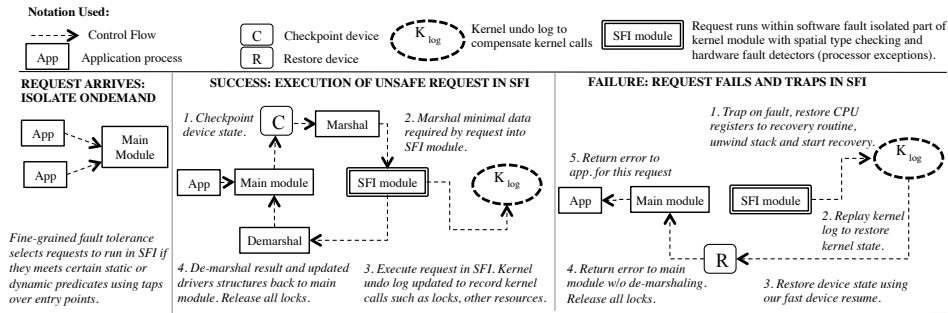 Notation Used:
Control Flow
App
Application process
C
Checkpoint device
R
Restore device
K log
Kernel undo log to
compensate kernel calls
SFI module
Request runs within software fault isolated part of
kernel module with spatial type checking and
hardware fault detectors (processor exceptions).
REQUEST ARRIVES:
ISOLATE ONDEMAND
App
App
Main
Module
Fine-grained fault tolerance
selects requests to run in SFI if
they meet certain static or
dynamic predicates using taps
over entry points.
SUCCESS: EXECUTION OF UNSAFE REQUEST IN SFI
1. Checkpoint
device state.
C
Marshal
2. Marshal minimal data
required by request into
SFI module.
App
Main module
SFI module
K log
Demarshal
4. De-marshal result and updated
drivers structures back to main
module. Release all locks.
3. Execute request in SFI. Kernel
undo log updated to record kernel
calls such as locks, other resources.
FAILURE: REQUEST FAILS AND TRAPS IN SFI
1. Trap on fault, restore CPU
registers to recovery routine,
unwind stack and start recovery.
K log
5. Return error to
app. for this request
App
Main module
SFI module
2. Replay kernel
log to restore
kernel state.
R
4. Return error to main
module w/o de-marshaling.
Release all locks.
3. Restore device state using
our fast device resume.